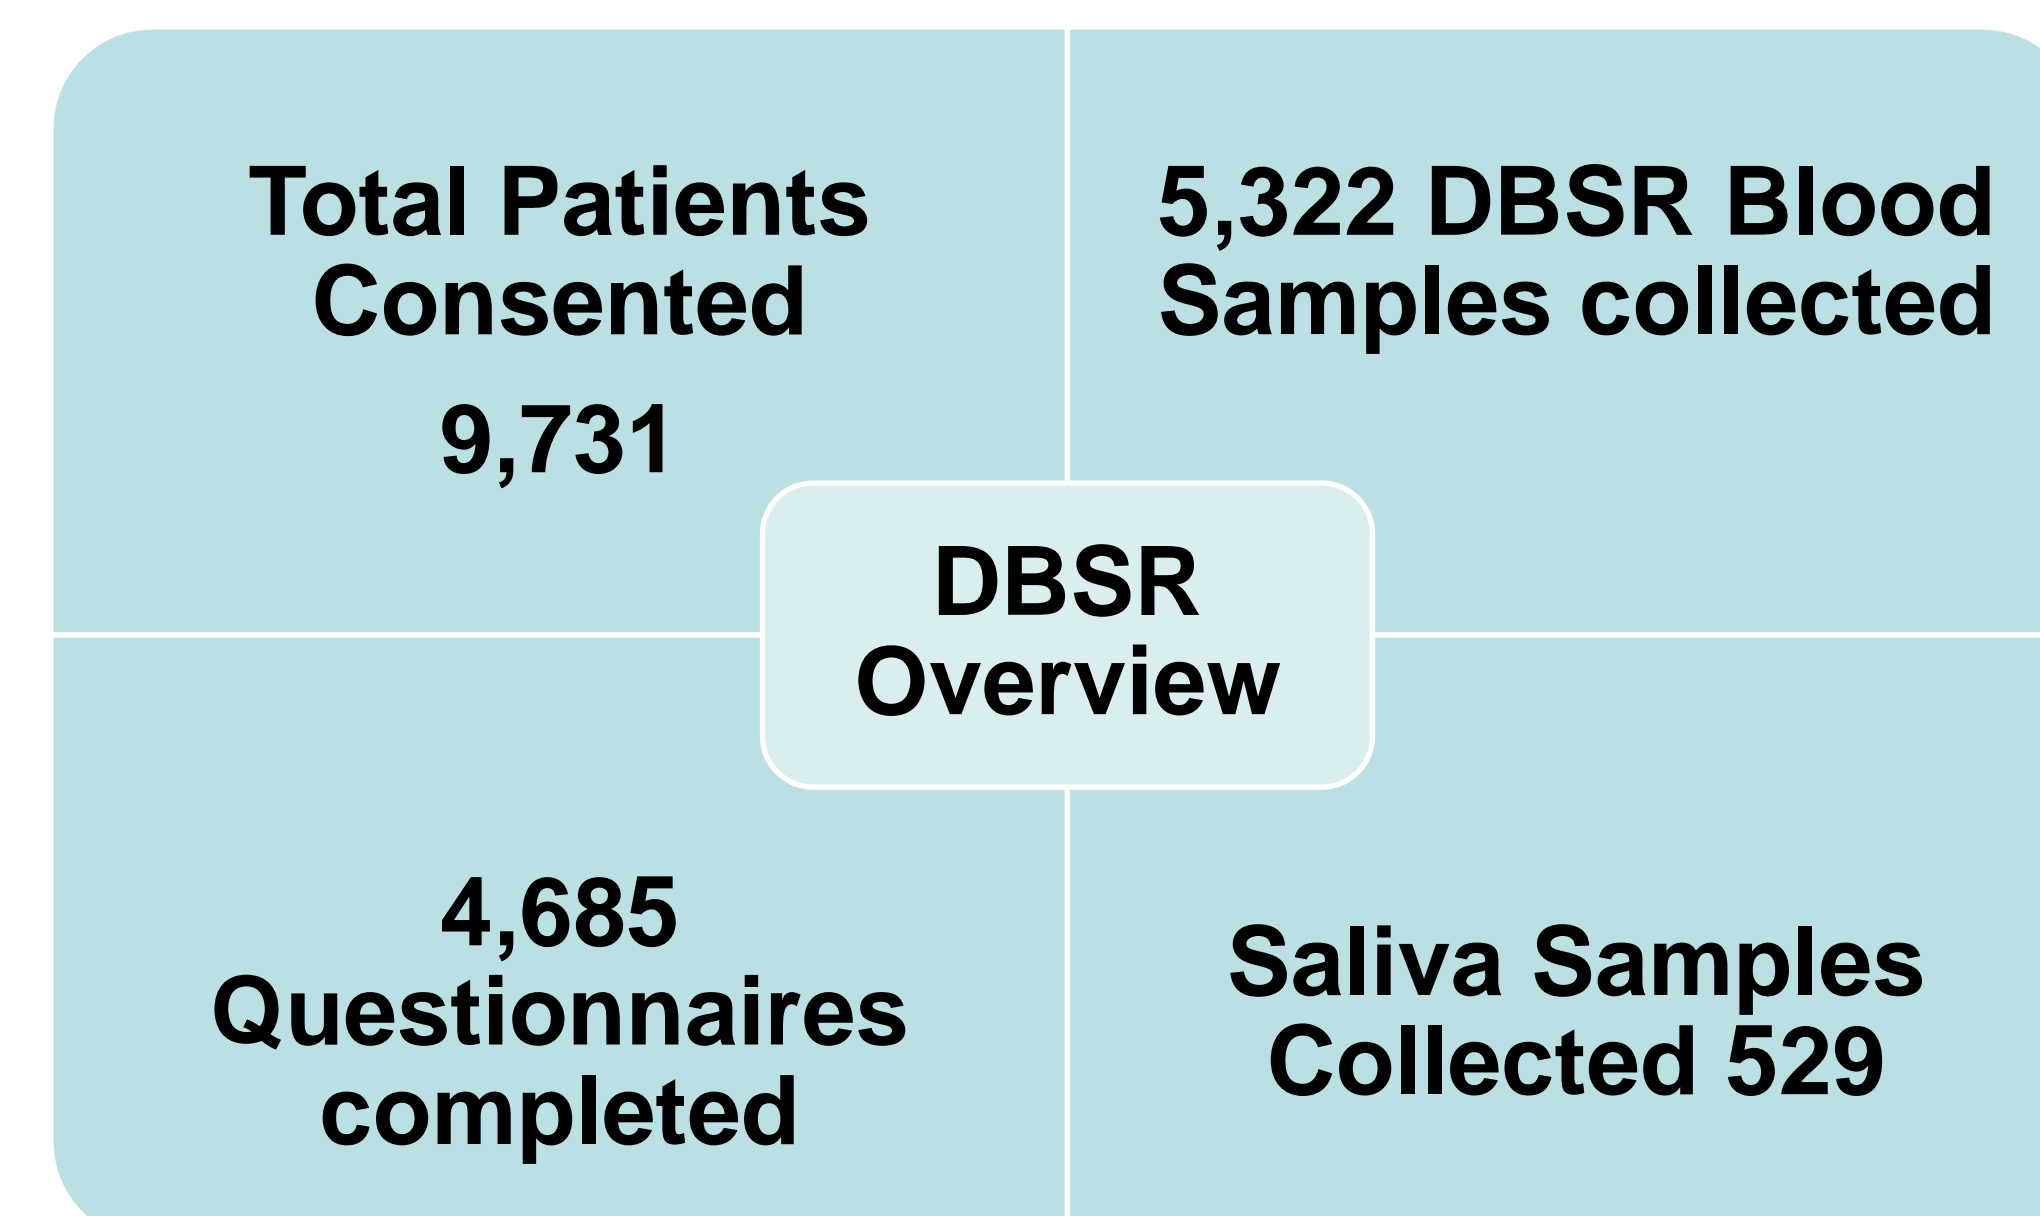 Total Patients
Consented
9,731
5,322 DBSR Blood
Samples collected
DBSR
Overview
4,685
Questionnaires
completed
Saliva Samples
Collected 529